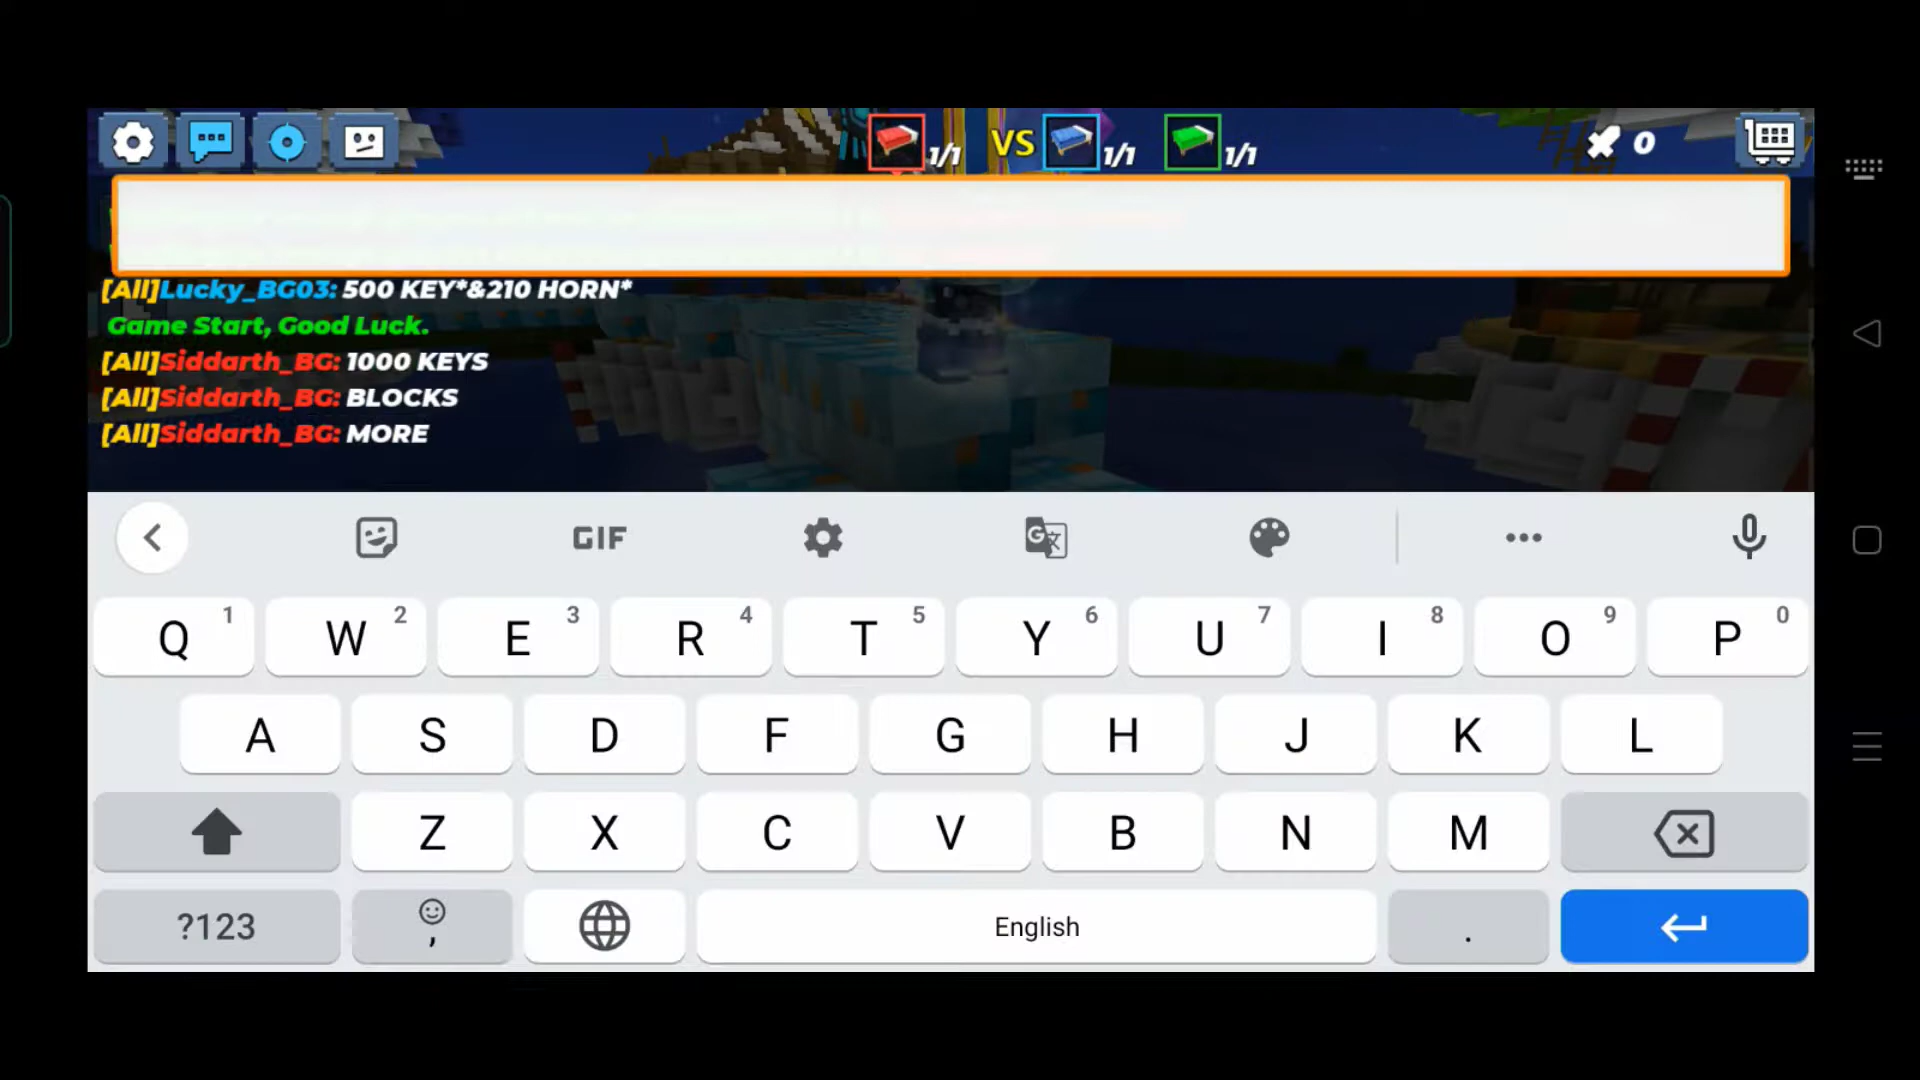 1/1 VS 1/1 1/1 0
[All]Lucky_BG03: 500 KEY*&210 HORN*
Game Start, Good Luck.
[All]Siddarth_BG: 1000 KEYS
[All]Siddarth_BG: BLOCKS
[All]Siddarth_BG: MORE
GIF G文
Q 1 W 2 E 3 R 4 T 5 Y 6 U 7 I 8 O 9 P 0
A S D F G H J K L
Z X C V B N M
?123 , English .